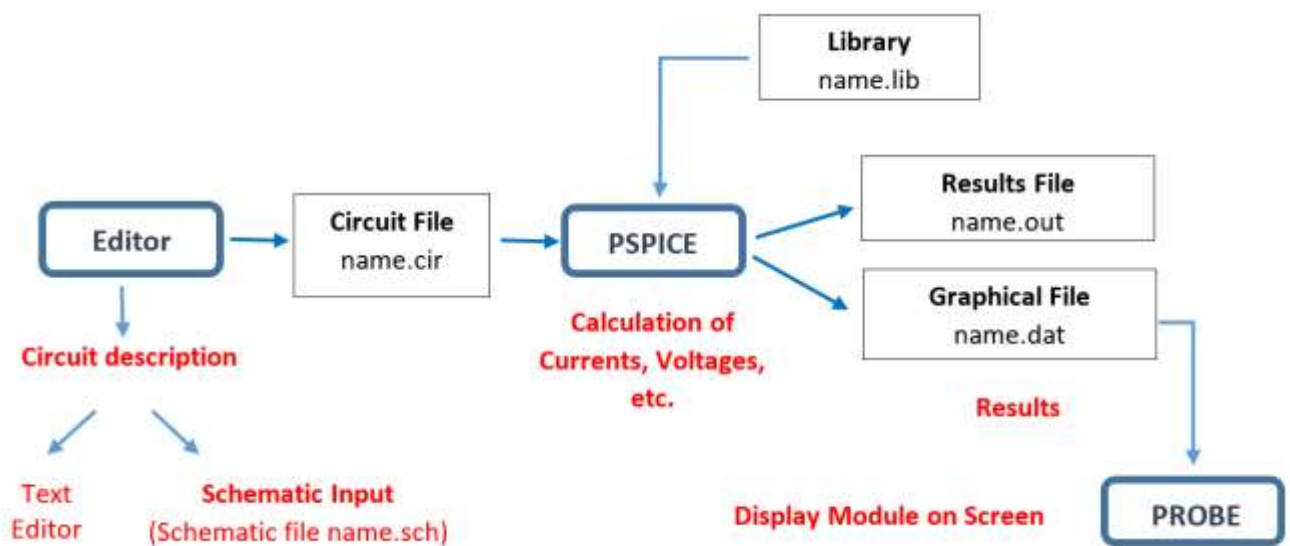 Library
name.lib
Results File
name.out
Editor
Circuit File
name.cir
PSPICE
Graphical File
name.dat
Circuit description
Calculation of
Currents, Voltages,
etc.
Results
Text
Editor
Schematic Input
(Schematic file name.sch)
Display Module on Screen
PROBE